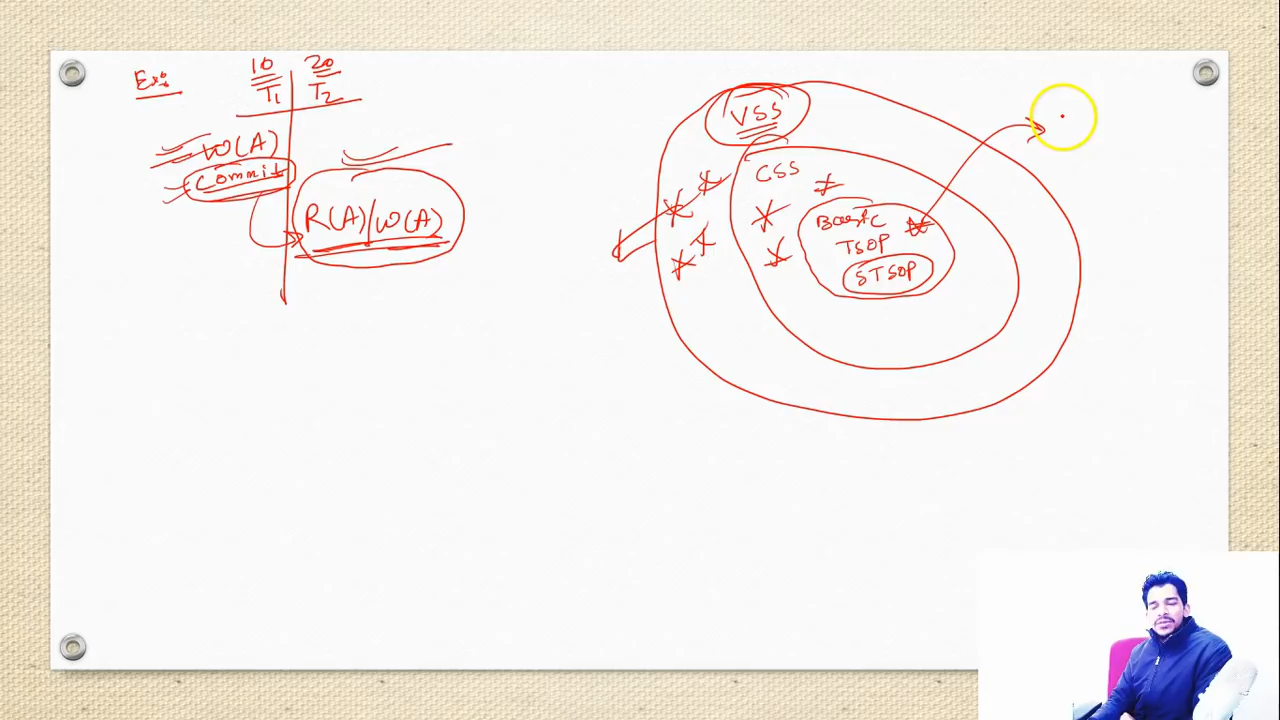 Ex:
10 20
T1 T2
W(A)
Commit
R(A)/W(A)
VSS
CSS
Basic
TSOP
STSOP